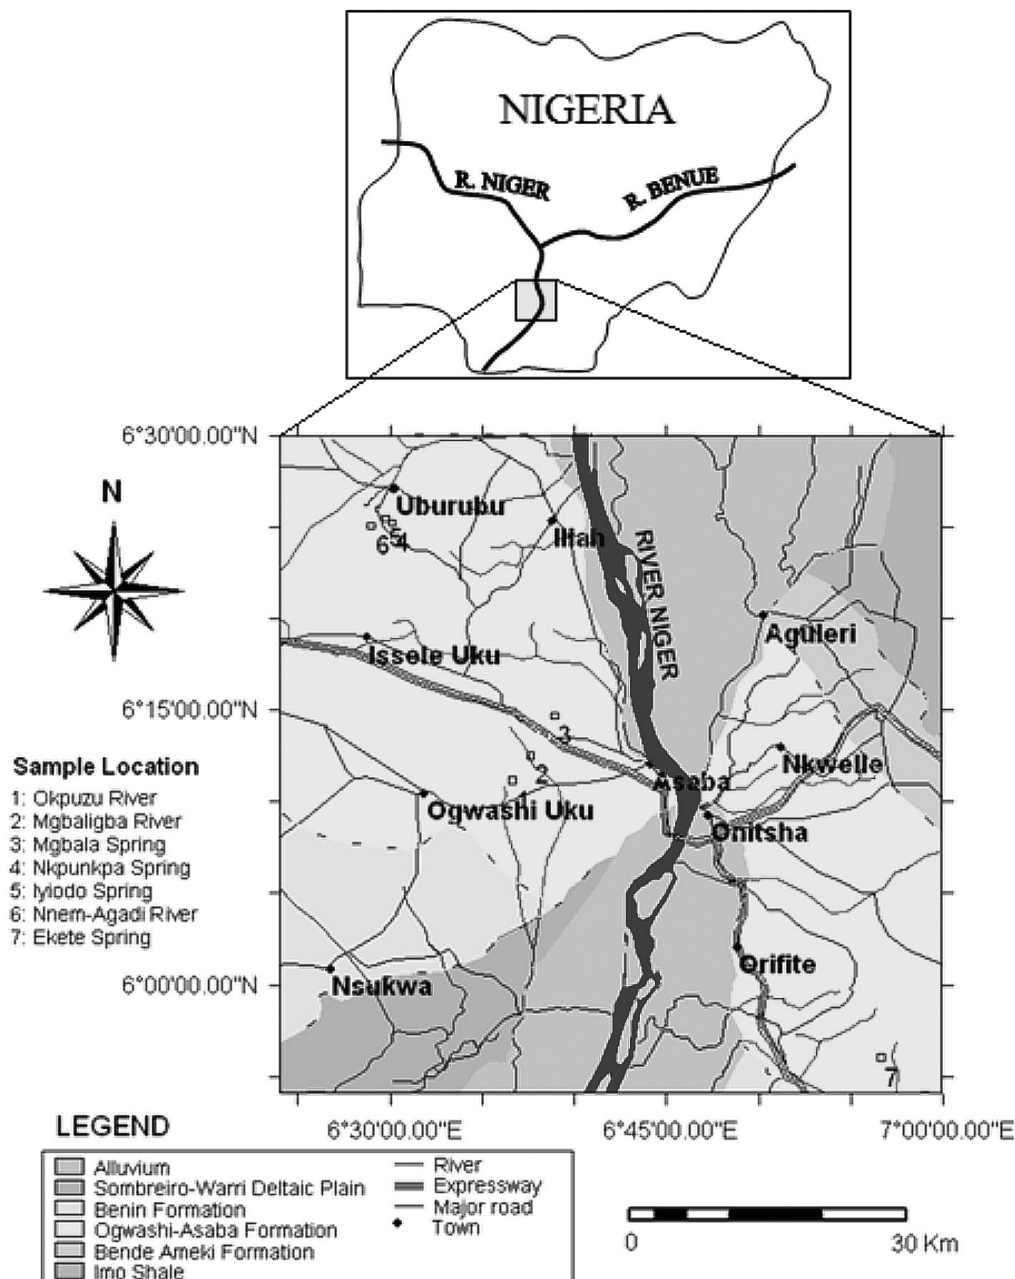 NIGERIA
R. NIGER
R. BENUE
6°30'00.00"N
N
Uburubu
5
6 4
Illah
RIVER NIGER
Aguleri
Issele Uku
6°15'00.00"N
3
Nkwelle
2
Asaba
1
Ogwashi Uku
Onitsha
Sample Location
1: Okpuzu River
2: Mgbaligba River
3: Mgbala Spring
4: Nkpunkpa Spring
5: Iyiodo Spring
6: Nnem-Agadi River
7: Ekete Spring
Orifite
6°00'00.00"N
Nsukwa
7
6°30'00.00"E
6°45'00.00"E
7°00'00.00"E
LEGEND
Alluvium
Sombreiro-Warri Deltaic Plain
Benin Formation
Ogwashi-Asaba Formation
Bende Ameki Formation
Imo Shale
River
Expressway
Major road
Town
0
30 Km